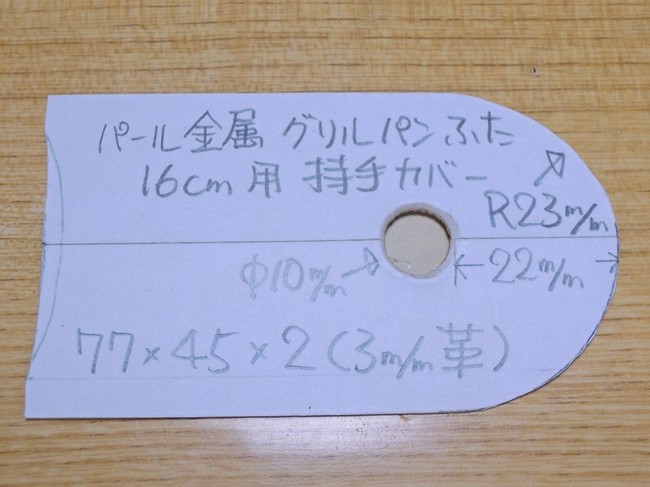 パール金属 グリルパンふた
16cm用 持手カバー
R23m/m
φ10m/m
22m/m
77×45×2(3m/m革)